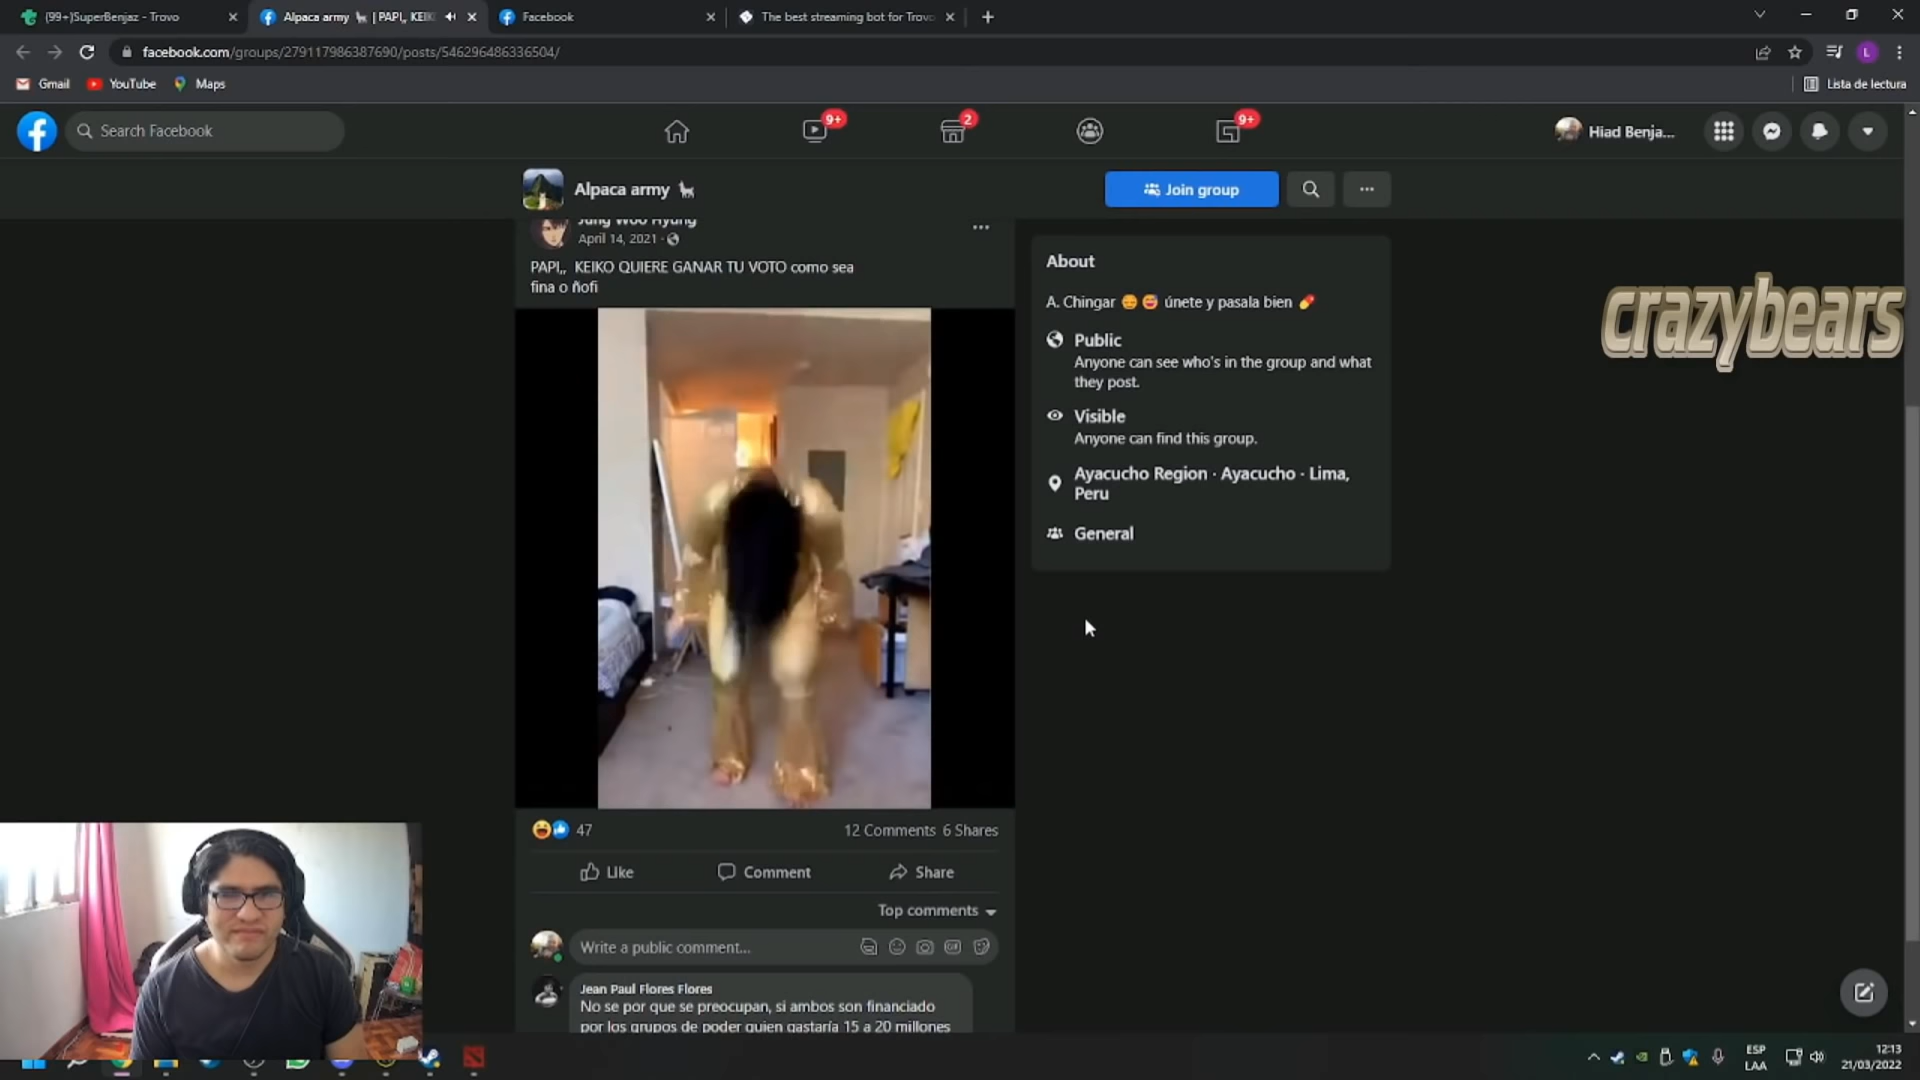 (99+)SuperBenjaz - Trovo
Alpaca army 🦙 | PAPI,, KEIK
Facebook
The best streaming bot for Trovo
facebook.com/groups/279117986387690/posts/546296486336504/
L
Gmail
YouTube
Maps
Lista de lectura
Search Facebook
9+
2
9+
Hiad Benja...
Alpaca army 🦙
Join group
Jung Woo Hyung
April 14, 2021 ·
PAPI,, KEIKO QUIERE GANAR TU VOTO como sea
fina o ñofi
47
12 Comments 6 Shares
Like
Comment
Share
Top comments
Write a public comment...
GIF
Jean Paul Flores Flores
No se por que se preocupan, si ambos son financiado
por los grupos de poder quien gastaría 15 a 20 millones
About
A. Chingar 😔 😅 únete y pasala bien 💊
Public
Anyone can see who's in the group and what
they post.
Visible
Anyone can find this group.
Ayacucho Region · Ayacucho · Lima,
Peru
General
crazybears
ESP
LAA
12:13
21/03/2022